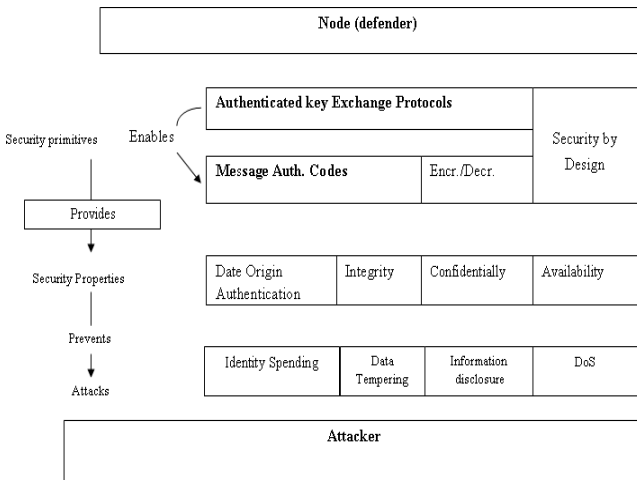 Node (defender)
Authenticated key Exchange Protocols
Security primitives
Enables
Security by
Design
Message Auth. Codes
Encr./Decr.
Provides
Security Properties
Date Origin
Authentication
Integrity
Confidentially
Availability
Prevents
Identity Spending
Data
Tempering
Information
disclosure
DoS
Attacks
Attacker